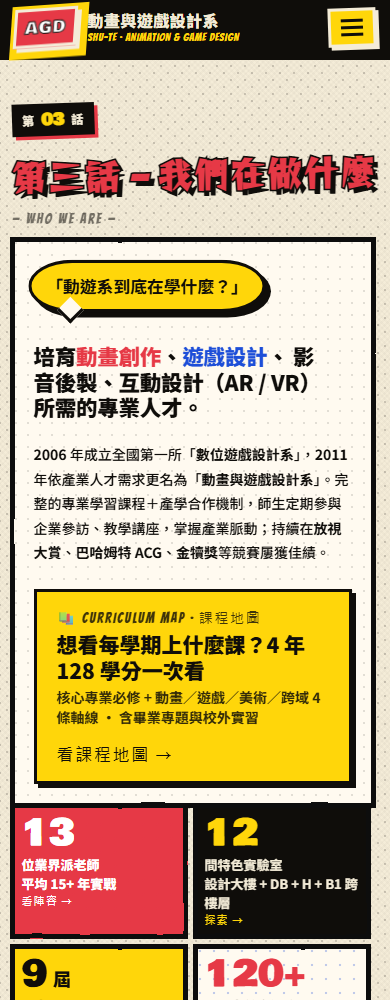 AGD
動畫與遊戲設計系
SHU-TE · ANIMATION & GAME DESIGN
第 03 話
第三話 – 我們在做什麼
— WHO WE ARE —
「動遊系到底在學什麼？」
培育動畫創作、遊戲設計、 影
音後製、互動設計（AR / VR）
所需的專業人才。
2006 年成立全國第一所「數位遊戲設計系」，2011
年依產業人才需求更名為「動畫與遊戲設計系」。完
整的專業學習課程＋產學合作機制，師生定期參與
企業參訪、教學講座，掌握產業脈動；持續在放視
大賞、巴哈姆特 ACG、金犢獎等競賽屢獲佳績。
CURRICULUM MAP · 課程地圖
想看每學期上什麼課？4 年
128 學分一次看
核心專業必修 + 動畫／遊戲／美術／跨域 4
條軸線 · 含畢業專題與校外實習
看課程地圖 →
13
位業界派老師
平均 15+ 年實戰
看陣容 →
12
間特色實驗室
設計大樓 + DB + H + B1 跨
樓層
探索 →
9 屆
120+